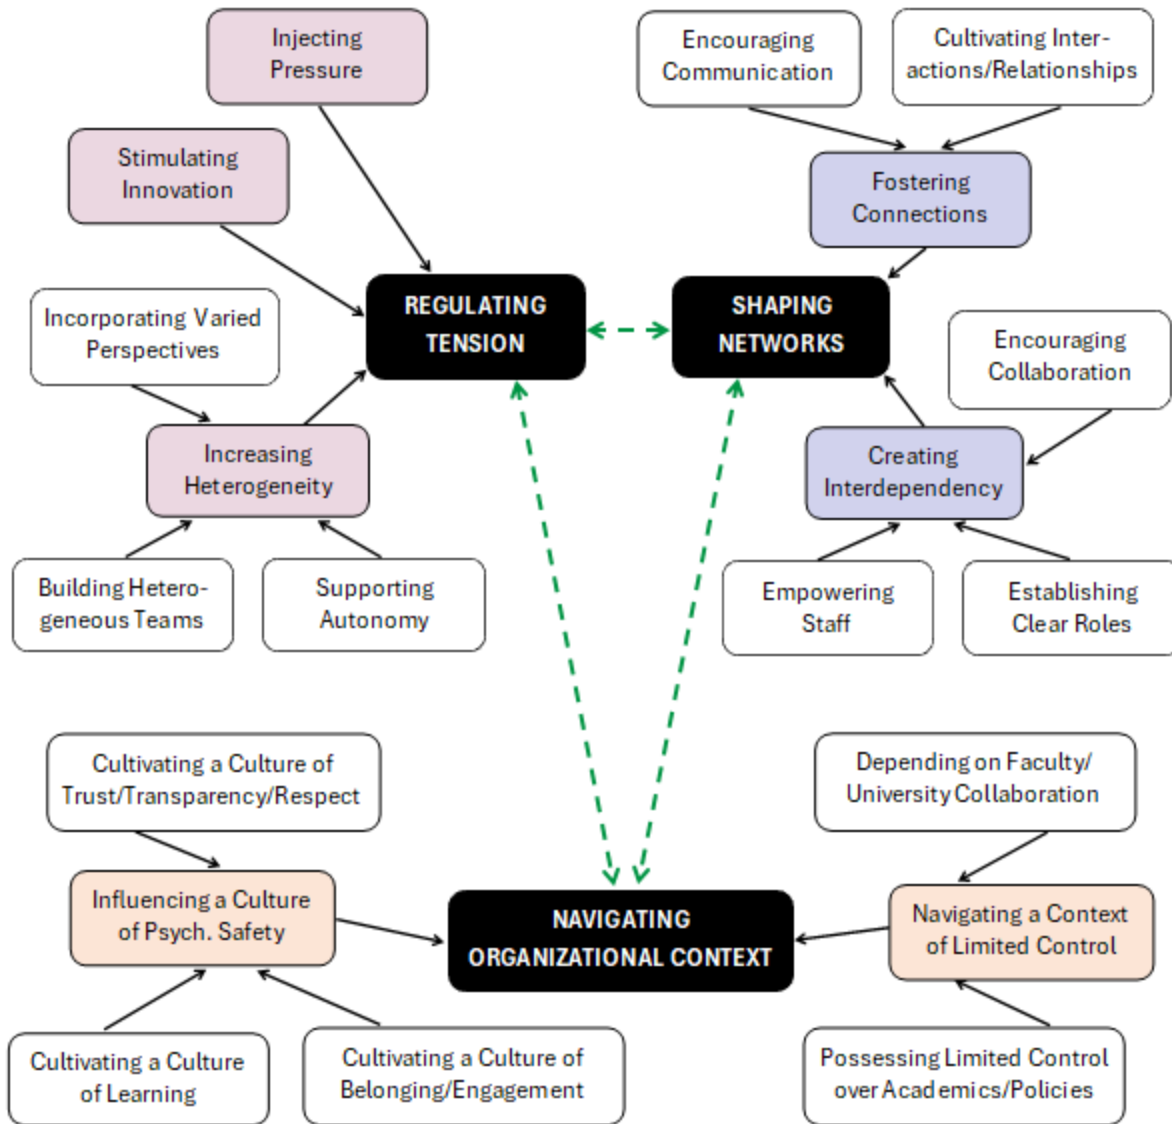 Injecting
Pressure
Encouraging
Communication
Cultivating Inter-
actions/Relationships
Stimulating
Innovation
Fostering
Connections
REGULATING
TENSION
SHAPING
NETWORKS
Incorporating Varied
Perspectives
Encouraging
Collaboration
Increasing
Heterogeneity
Creating
Interdependency
Building Hetero-
geneous Teams
Supporting
Autonomy
Empowering
Staff
Establishing
Clear Roles
Cultivating a Culture of
Trust/Transparency/Respect
Depending on Faculty/
University Collaboration
Influencing a Culture
of Psych. Safety
NAVIGATING
ORGANIZATIONAL CONTEXT
Navigating a Context
of Limited Control
Cultivating a Culture
of Learning
Cultivating a Culture of
Belonging/Engagement
Possessing Limited Control
over Academics/Policies